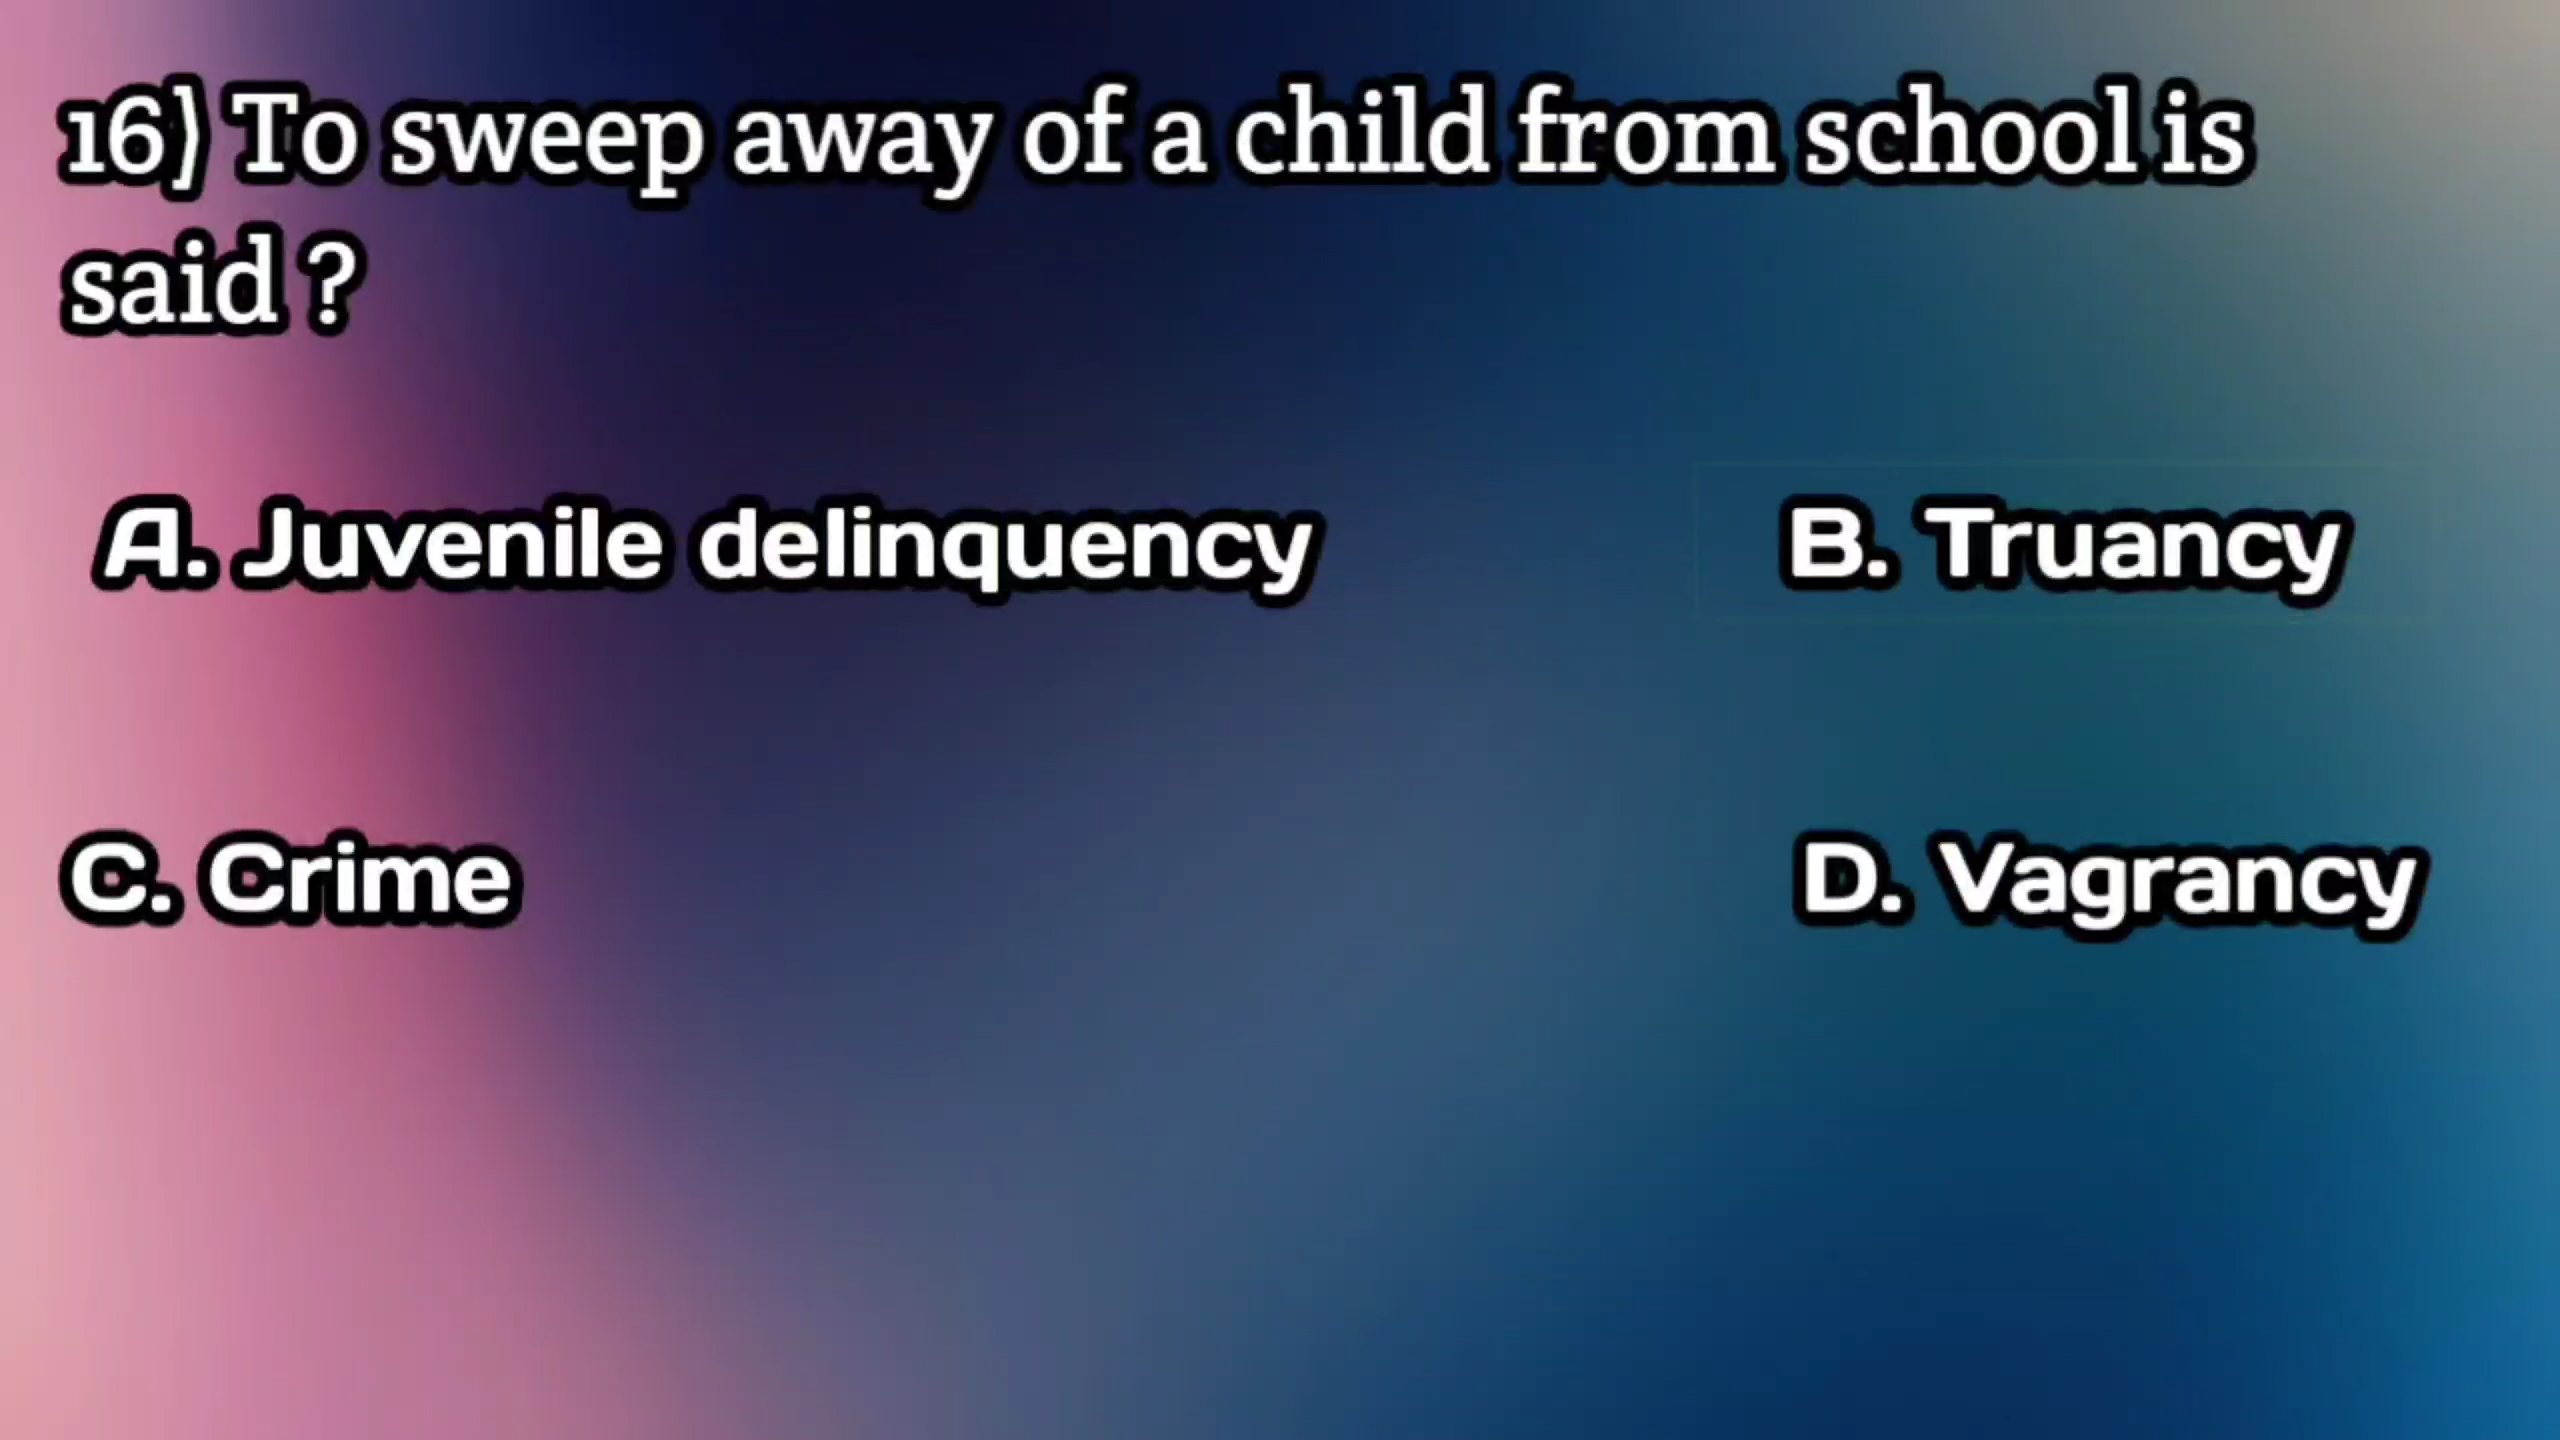 16) To sweep away of a child from school is
said ?
A. Juvenile delinquency
B. Truancy
C. Crime
D. Vagrancy